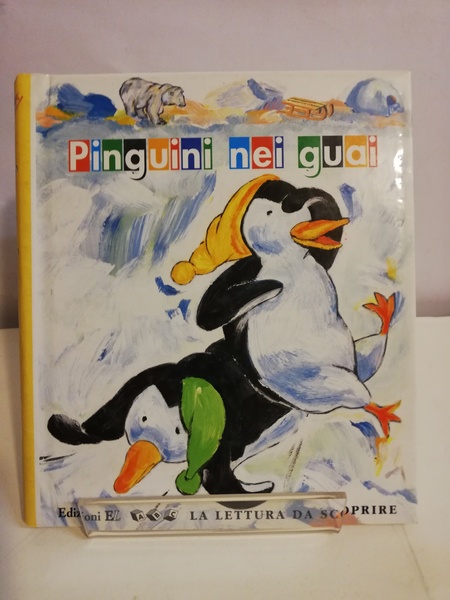 Pinguini nei guai
Edizioni EL LA LETTURA DA SCOPRIRE